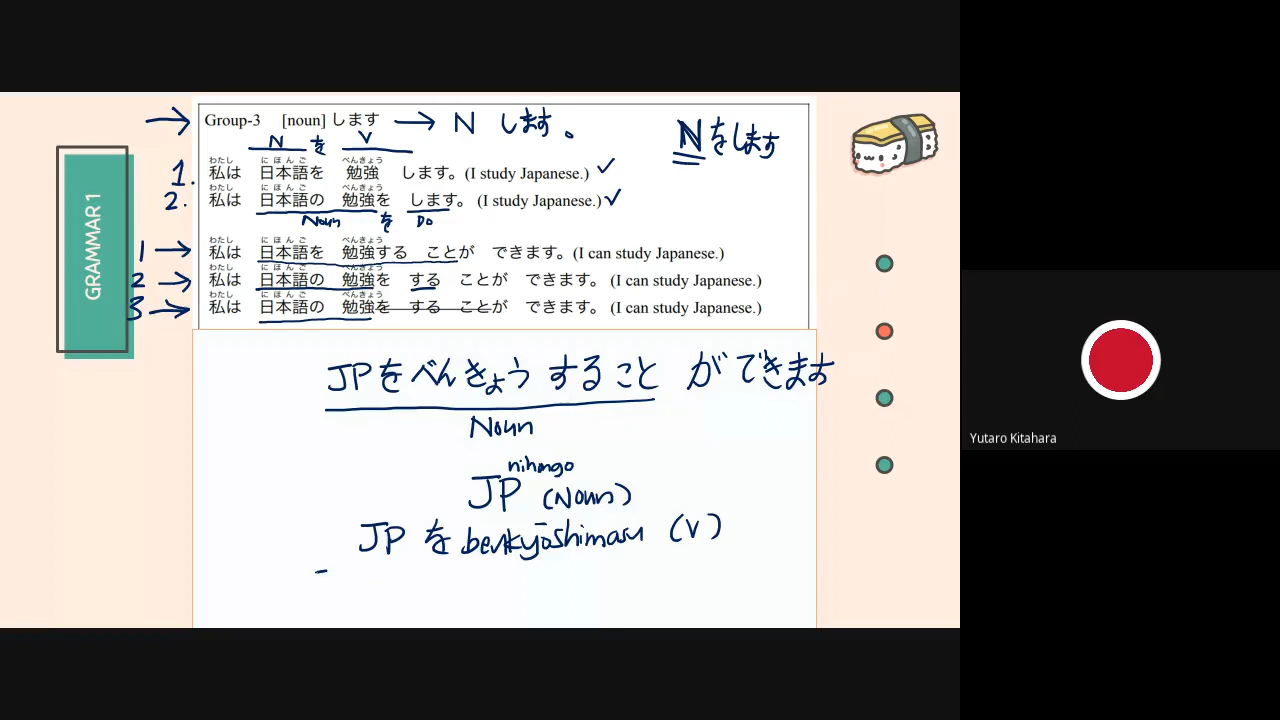 GRAMMAR 1
Group-3 [noun] します → N します。
Nをします
N を V
わたし にほんご べんきょう
1. 私は 日本語を 勉強 します。(I study Japanese.) ✓
わたし にほんご べんきょう
2. 私は 日本語の 勉強を します。 (I study Japanese.) ✓
Noun を Do
わたし にほんご べんきょう
1 → 私は 日本語を 勉強する ことが できます。(I can study Japanese.)
わたし にほんご べんきょう
2 → 私は 日本語の 勉強を する ことが できます。 (I can study Japanese.)
わたし にほんご べんきょう
3 → 私は 日本語の 勉強を する ことが できます。 (I can study Japanese.)
JPをべんきょうすること ができます
Noun
nihongo
JP (Noun)
JP を benkyōshimasu (V)
Yutaro Kitahara